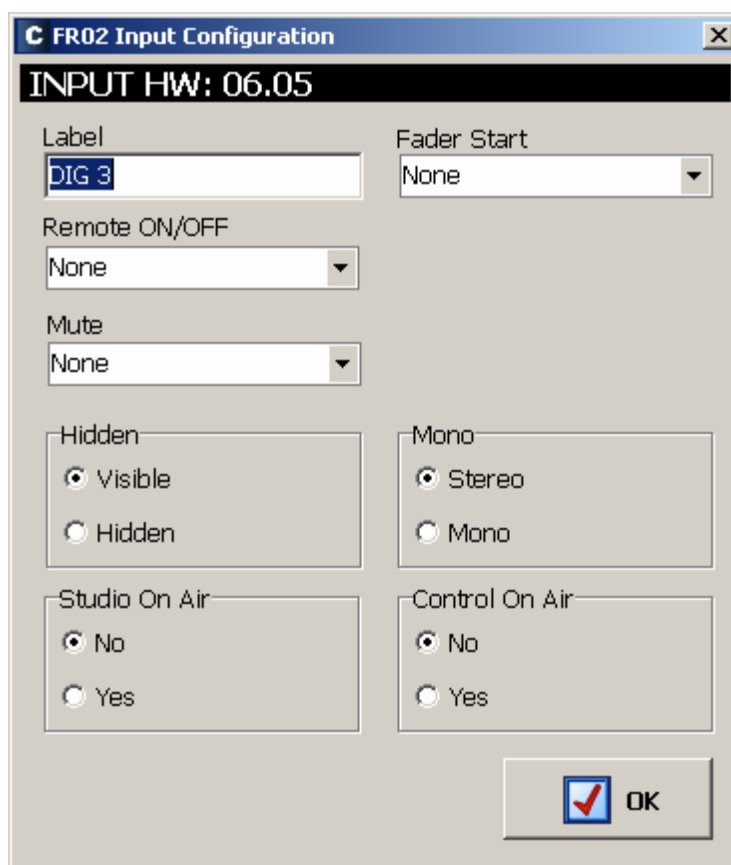 C FR02 Input Configuration
INPUT HW: 06.05
Label
Fader Start
DIG 3
None
Remote ON/OFF
None
Mute
None
Hidden
Mono
Visible
Stereo
Hidden
Mono
Studio On Air
Control On Air
No
No
Yes
Yes
OK